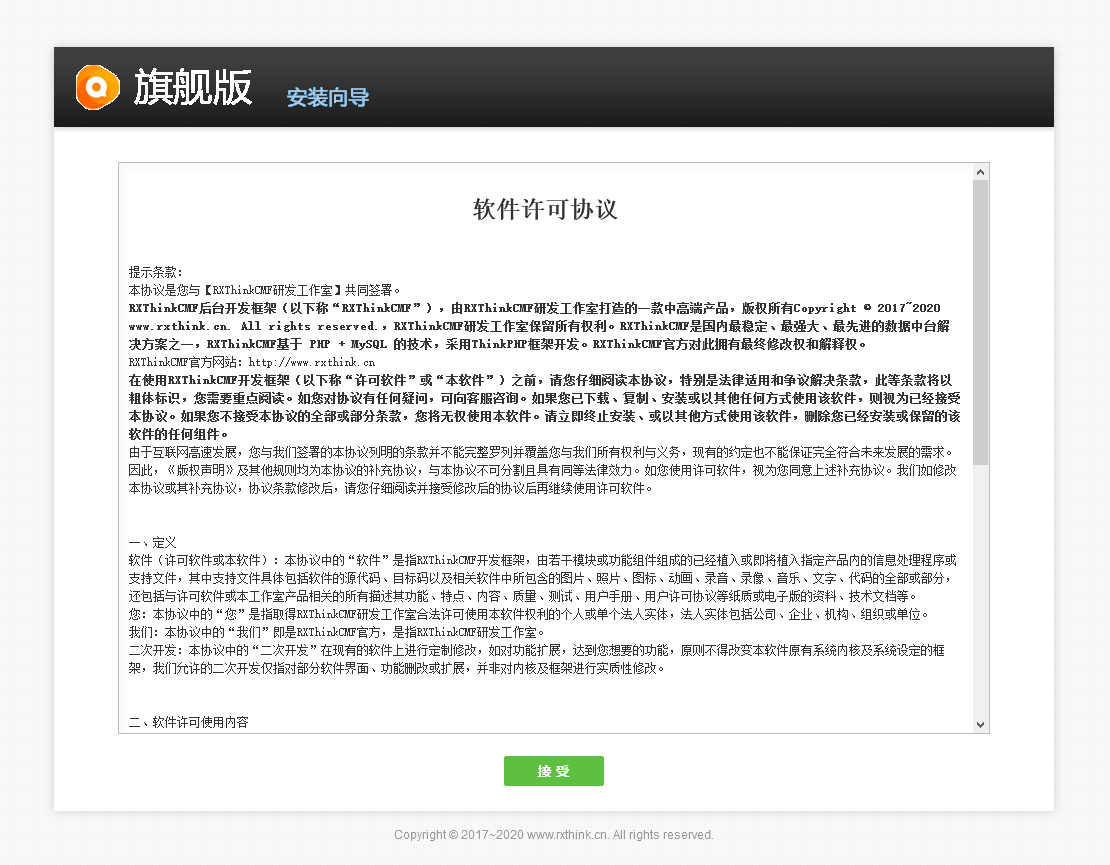 旗舰版 安装向导
软件许可协议
提示条款：
本协议是您与【RXThinkCMF研发工作室】共同签署。
RXThinkCMF后台开发框架（以下称“RXThinkCMF”），由RXThinkCMF研发工作室打造的一款中高端产品，版权所有Copyright © 2017~2020
www.rxthink.cn. All rights reserved.，RXThinkCMF研发工作室保留所有权利。RXThinkCMF是国内最稳定、最强大、最先进的数据中台解
决方案之一，RXThinkCMF基于 PHP + MySQL 的技术，采用ThinkPHP框架开发。RXThinkCMF官方对此拥有最终修改权和解释权。
RXThinkCMF官方网站：http://www.rxthink.cn
在使用RXThinkCMF开发框架（以下称“许可软件”或“本软件”）之前，请您仔细阅读本协议，特别是法律适用和争议解决条款，此等条款将以
粗体标识，您需要重点阅读。如您对协议有任何疑问，可向客服咨询。如果您已下载、复制、安装或以其他任何方式使用该软件，则视为已经接受
本协议。如果您不接受本协议的全部或部分条款，您将无权使用本软件。请立即终止安装、或以其他方式使用该软件，删除您已经安装或保留的该
软件的任何组件。
由于互联网高速发展，您与我们签署的本协议列明的条款并不能完整罗列并覆盖您与我们所有权利与义务，现有的约定也不能保证完全符合未来发展的需求。
因此，《版权声明》及其他规则均为本协议的补充协议，与本协议不可分割且具有同等法律效力。如您使用许可软件，视为您同意上述补充协议。我们如修改
本协议或其补充协议，协议条款修改后，请您仔细阅读并接受修改后的协议后再继续使用许可软件。
一、定义
软件（许可软件或本软件）：本协议中的“软件”是指RXThinkCMF开发框架，由若干模块或功能组件组成的已经植入或即将植入指定产品内的信息处理程序或
支持文件，其中支持文件具体包括软件的源代码、目标码以及相关软件中所包含的图片、照片、图标、动画、录音、录像、音乐、文字、代码的全部或部分，
还包括与许可软件或本工作室产品相关的所有描述其功能、特点、内容、质量、测试、用户手册、用户许可协议等纸质或电子版的资料、技术文档等。
您：本协议中的“您”是指取得RXThinkCMF研发工作室合法许可使用本软件权利的个人或单个法人实体，法人实体包括公司、企业、机构、组织或单位。
我们：本协议中的“我们”即是RXThinkCMF官方，是指RXThinkCMF研发工作室。
二次开发：本协议中的“二次开发”在现有的软件上进行定制修改，如对功能扩展，达到您想要的功能，原则不得改变本软件原有系统内核及系统设定的框
架，我们允许的二次开发仅指对部分软件界面、功能删改或扩展，并非对内核及框架进行实质性修改。
二、软件许可使用内容
接 受
Copyright © 2017~2020 www.rxthink.cn. All rights reserved.